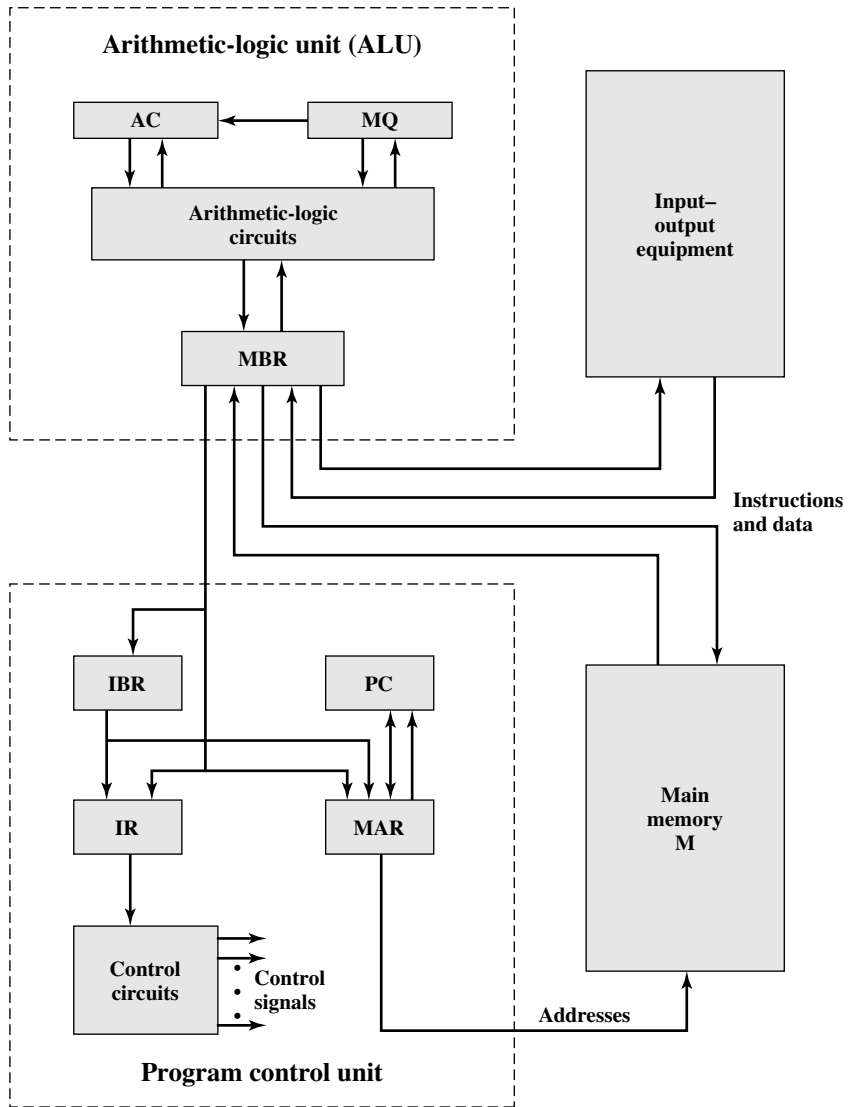 Arithmetic-logic unit (ALU)
AC
MQ
Arithmetic-logic
circuits
MBR
Input–
output
equipment
Instructions
and data
IBR
PC
IR
MAR
Main
memory
M
Control
circuits
Control
signals
Addresses
Program control unit